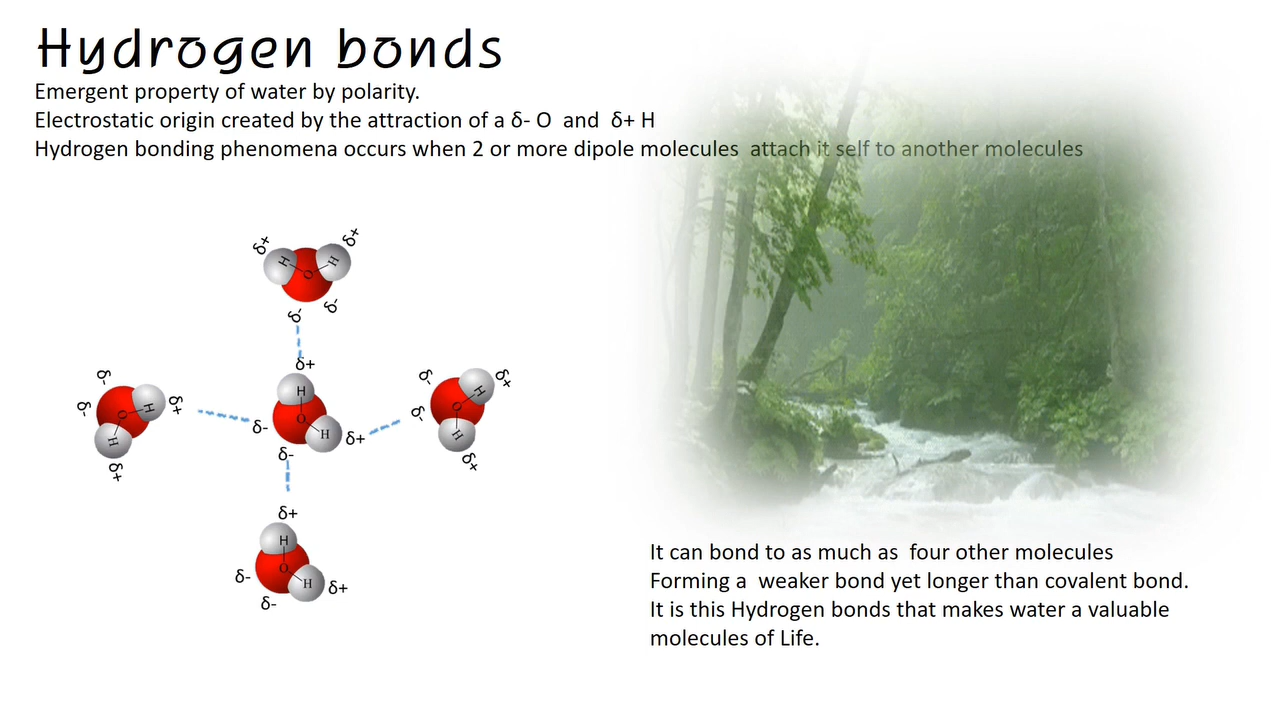 Hydrogen bonds
Emergent property of water by polarity.
Electrostatic origin created by the attraction of a δ- O and δ+ H
Hydrogen bonding phenomena occurs when 2 or more dipole molecules attach it self to another molecules
δ+
δ+
H
H
O
δ-
δ-
δ+
H
O
H
δ-
δ+
δ-
δ-
δ-
δ+
H
O
H
δ+
δ-
δ-
δ+
H
O
H
δ+
δ+
H
O
H
δ-
δ+
δ-
It can bond to as much as four other molecules
Forming a weaker bond yet longer than covalent bond.
It is this Hydrogen bonds that makes water a valuable
molecules of Life.